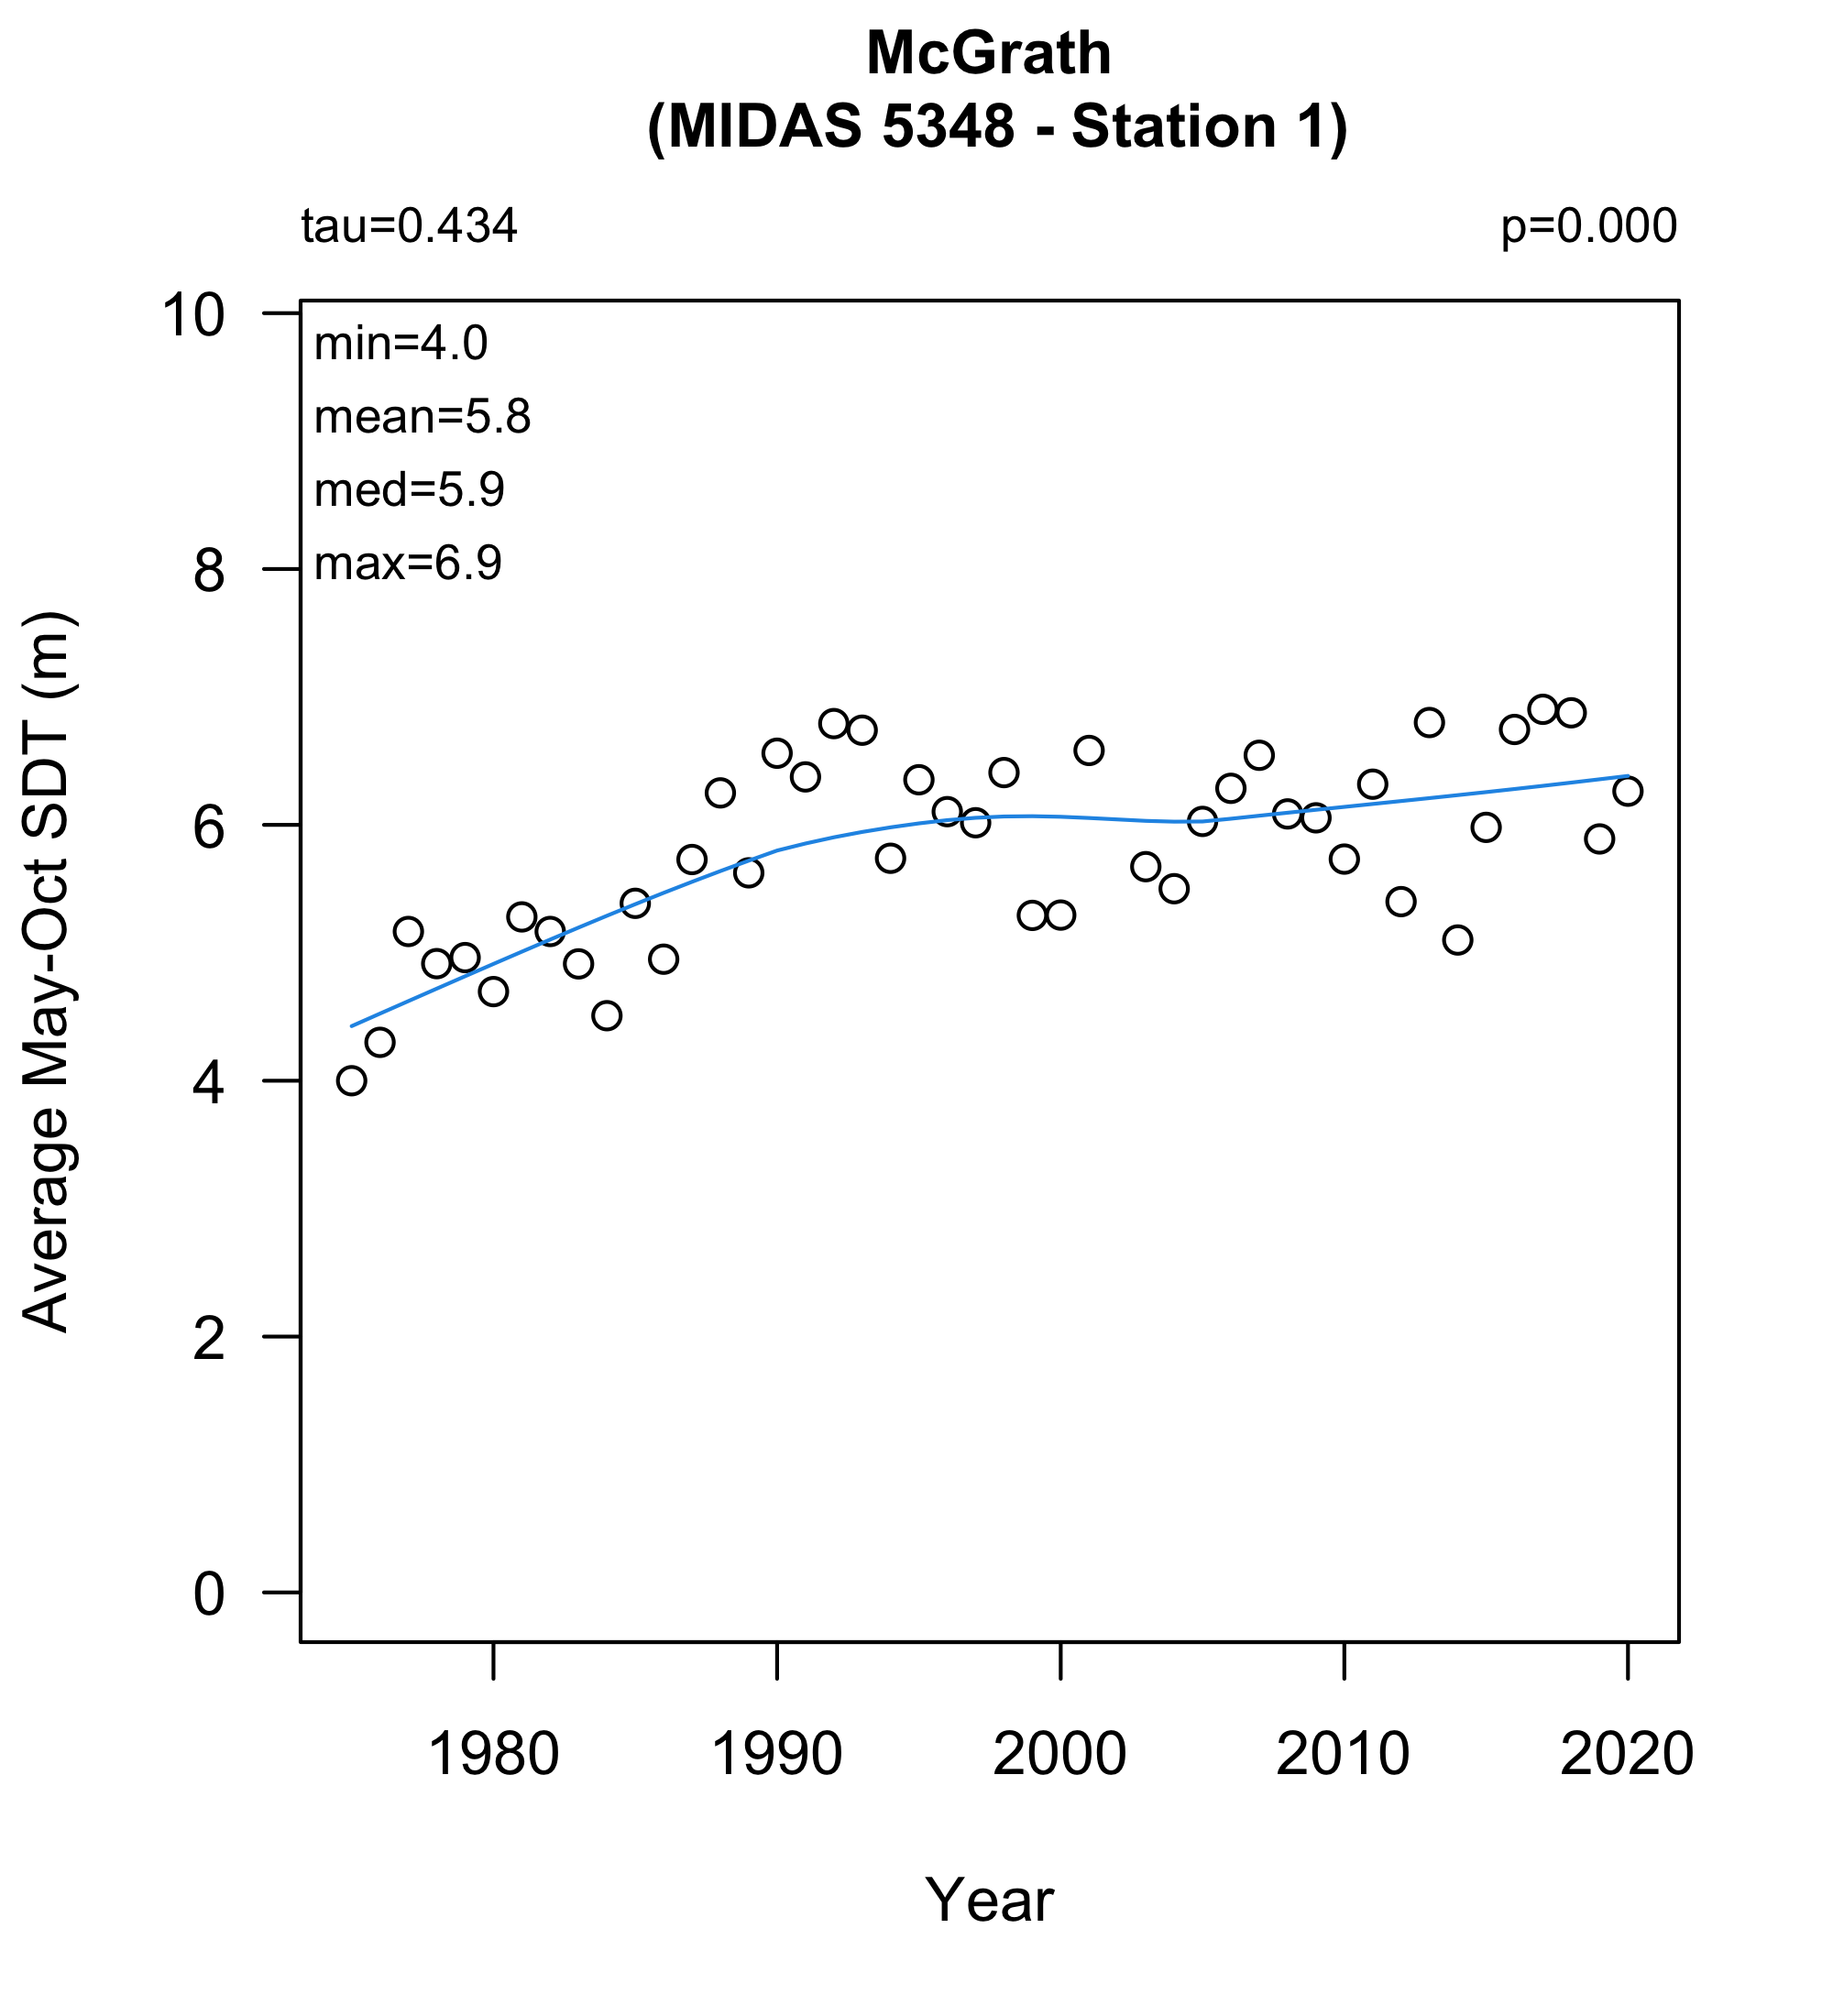 McGrath
(MIDAS 5348 - Station 1)
tau=0.434
p=0.000
min=4.0
mean=5.8
med=5.9
max=6.9
10
8
6
4
2
0
Average May-Oct SDT (m)
1980
1990
2000
2010
2020
Year